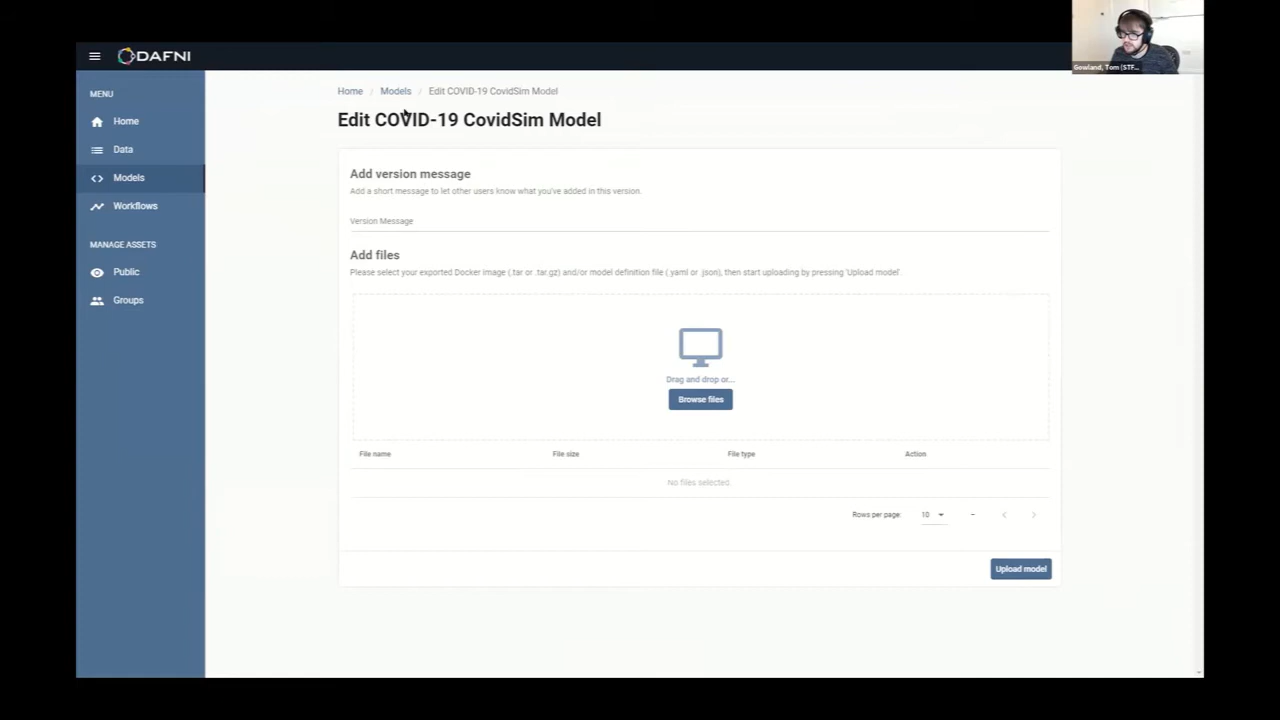 DAFNI
Gowland, Tom (STF...
MENU
Home
Data
Models
Workflows
MANAGE ASSETS
Public
Groups
Home / Models / Edit COVID-19 CovidSim Model
Edit COVID-19 CovidSim Model
Add version message
Add a short message to let other users know what you've added in this version.
Version Message
Add files
Please select your exported Docker image (.tar or .tar.gz) and/or model definition file (.yaml or .json), then start uploading by pressing 'Upload model'
Drag and drop or...
Browse files
File name File size File type Action
No files selected.
Rows per page: 10 –
Upload model